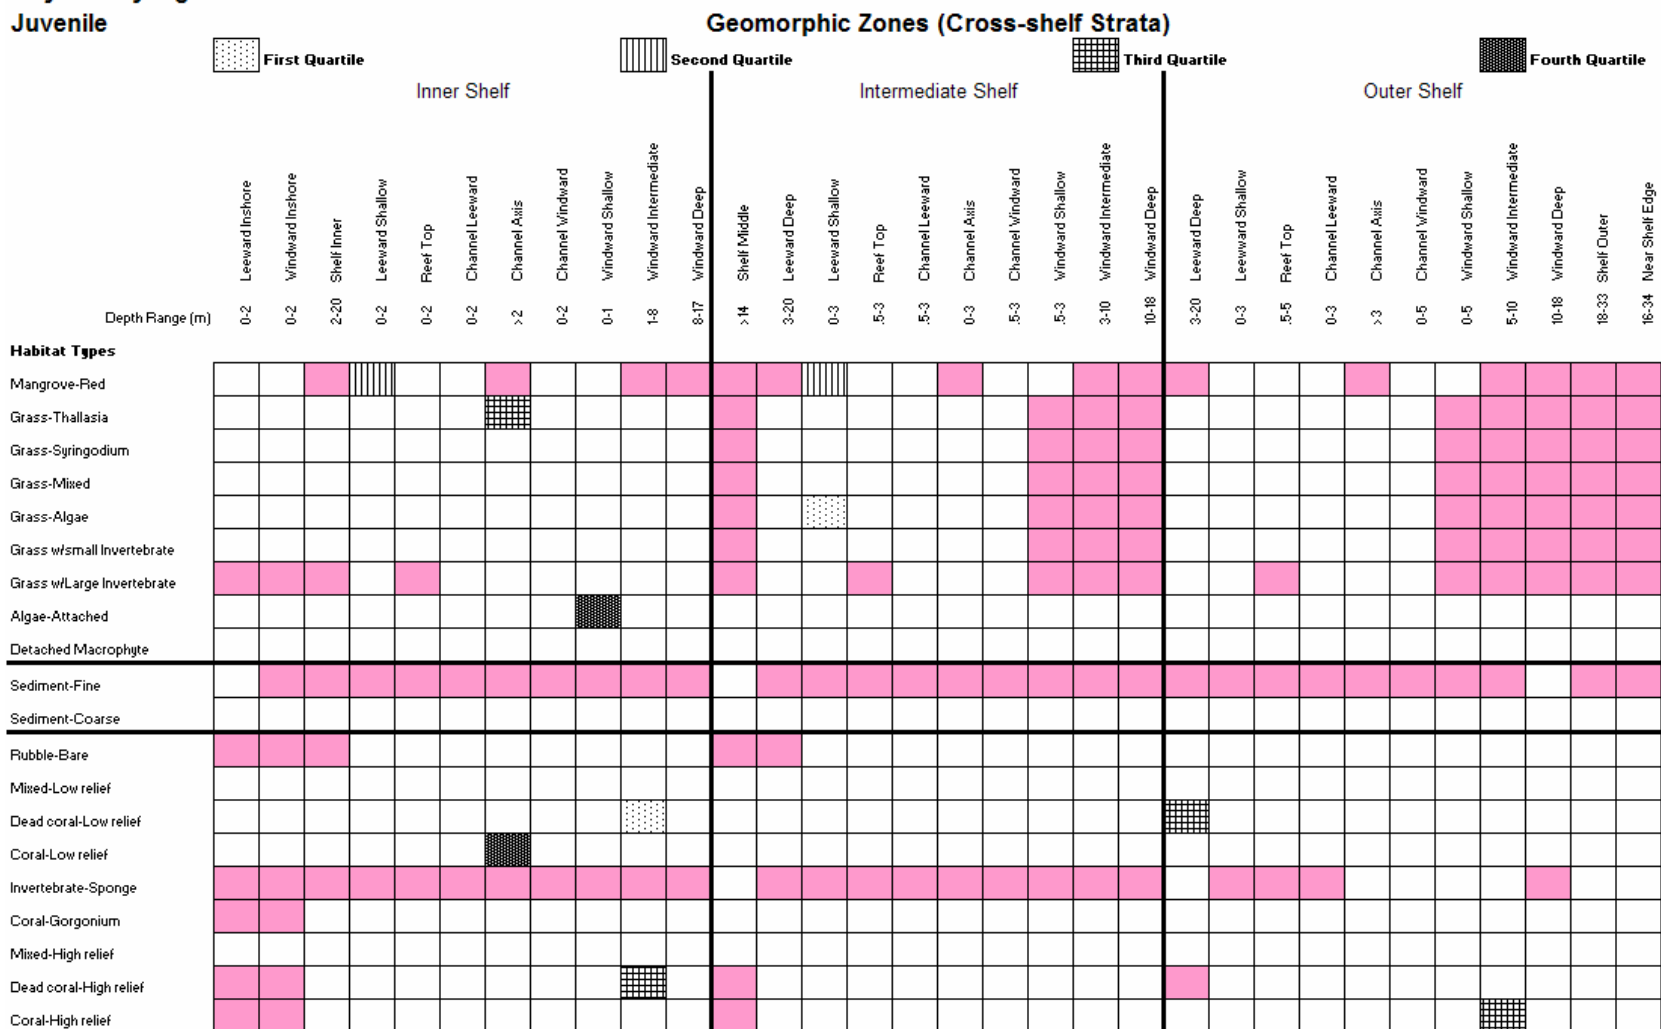 Juvenile
Geomorphic Zones (Cross-shelf Strata)
First Quartile
Second Quartile
Third Quartile
Fourth Quartile
Inner Shelf
Intermediate Shelf
Outer Shelf
Leeward Inshore
Windward Inshore
Shelf Inner
Leeward Shallow
Reef Top
Channel Leeward
Channel Axis
Channel Windward
Windward Shallow
Windward Intermediate
Windward Deep
Shelf Middle
Leeward Deep
Leeward Shallow
Reef Top
Channel Leeward
Channel Axis
Channel Windward
Windward Shallow
Windward Intermediate
Windward Deep
Leeward Deep
Leeward Shallow
Reef Top
Channel Leeward
Channel Axis
Channel Windward
Windward Shallow
Windward Intermediate
Windward Deep
Shelf Outer
Near Shelf Edge
Depth Range (m) 0-2 0-2 2-20 0-2 0-2 0-2 >2 0-2 0-1 1-8 8-17 >14 3-20 0-3 .5-3 .5-3 0-3 .5-3 .5-3 3-10 10-18 3-20 0-3 .5-5 0-3 >3 0-5 0-5 5-10 10-18 18-33 16-34
Habitat Types
Mangrove-Red
Grass-Thallasia
Grass-Syringodium
Grass-Mixed
Grass-Algae
Grass w/small Invertebrate
Grass w/Large Invertebrate
Algae-Attached
Detached Macrophyte
Sediment-Fine
Sediment-Coarse
Rubble-Bare
Mixed-Low relief
Dead coral-Low relief
Coral-Low relief
Invertebrate-Sponge
Coral-Gorgonium
Mixed-High relief
Dead coral-High relief
Coral-High relief